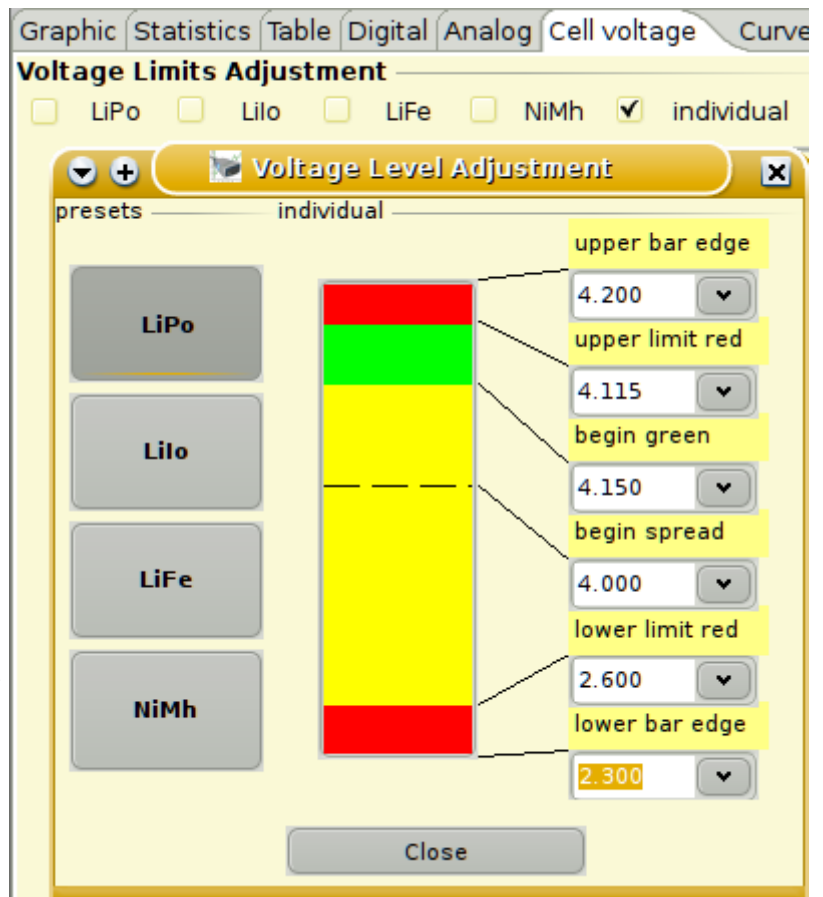 Graphic Statistics Table Digital Analog Cell voltage Curve
Voltage Limits Adjustment
LiPo LiIo LiFe NiMh individual
Voltage Level Adjustment
presets individual
upper bar edge
4.200
LiPo
upper limit red
4.115
LiIo
begin green
4.150
begin spread
4.000
LiFe
lower limit red
2.600
NiMh
lower bar edge
2.300
Close